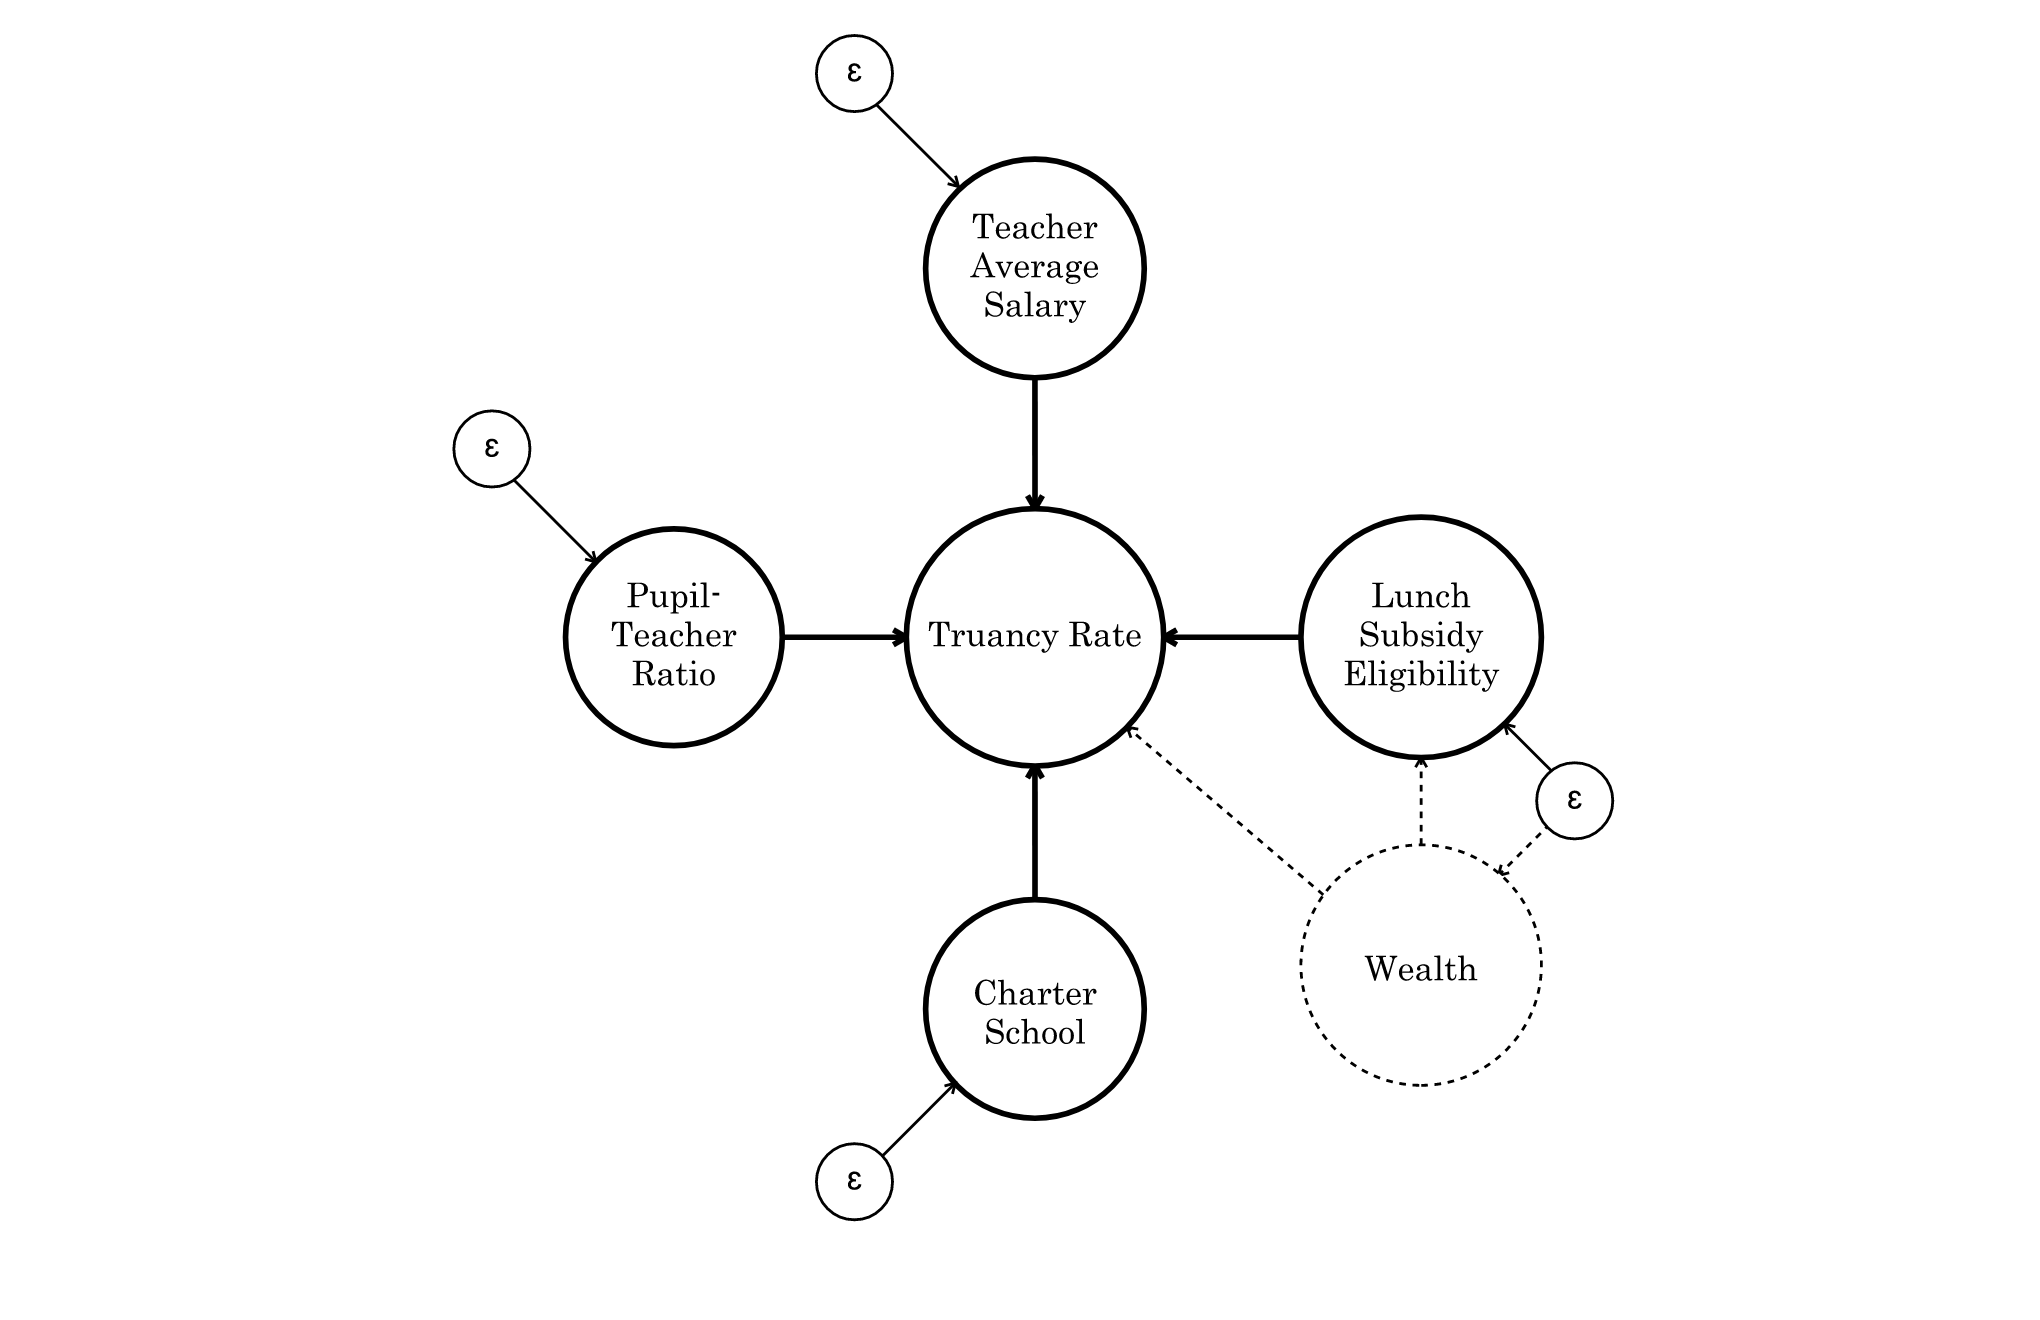 ε
Teacher
Average
Salary
ε
Pupil-
Teacher
Ratio
Truancy Rate
Lunch
Subsidy
Eligibility
ε
Wealth
Charter
School
ε